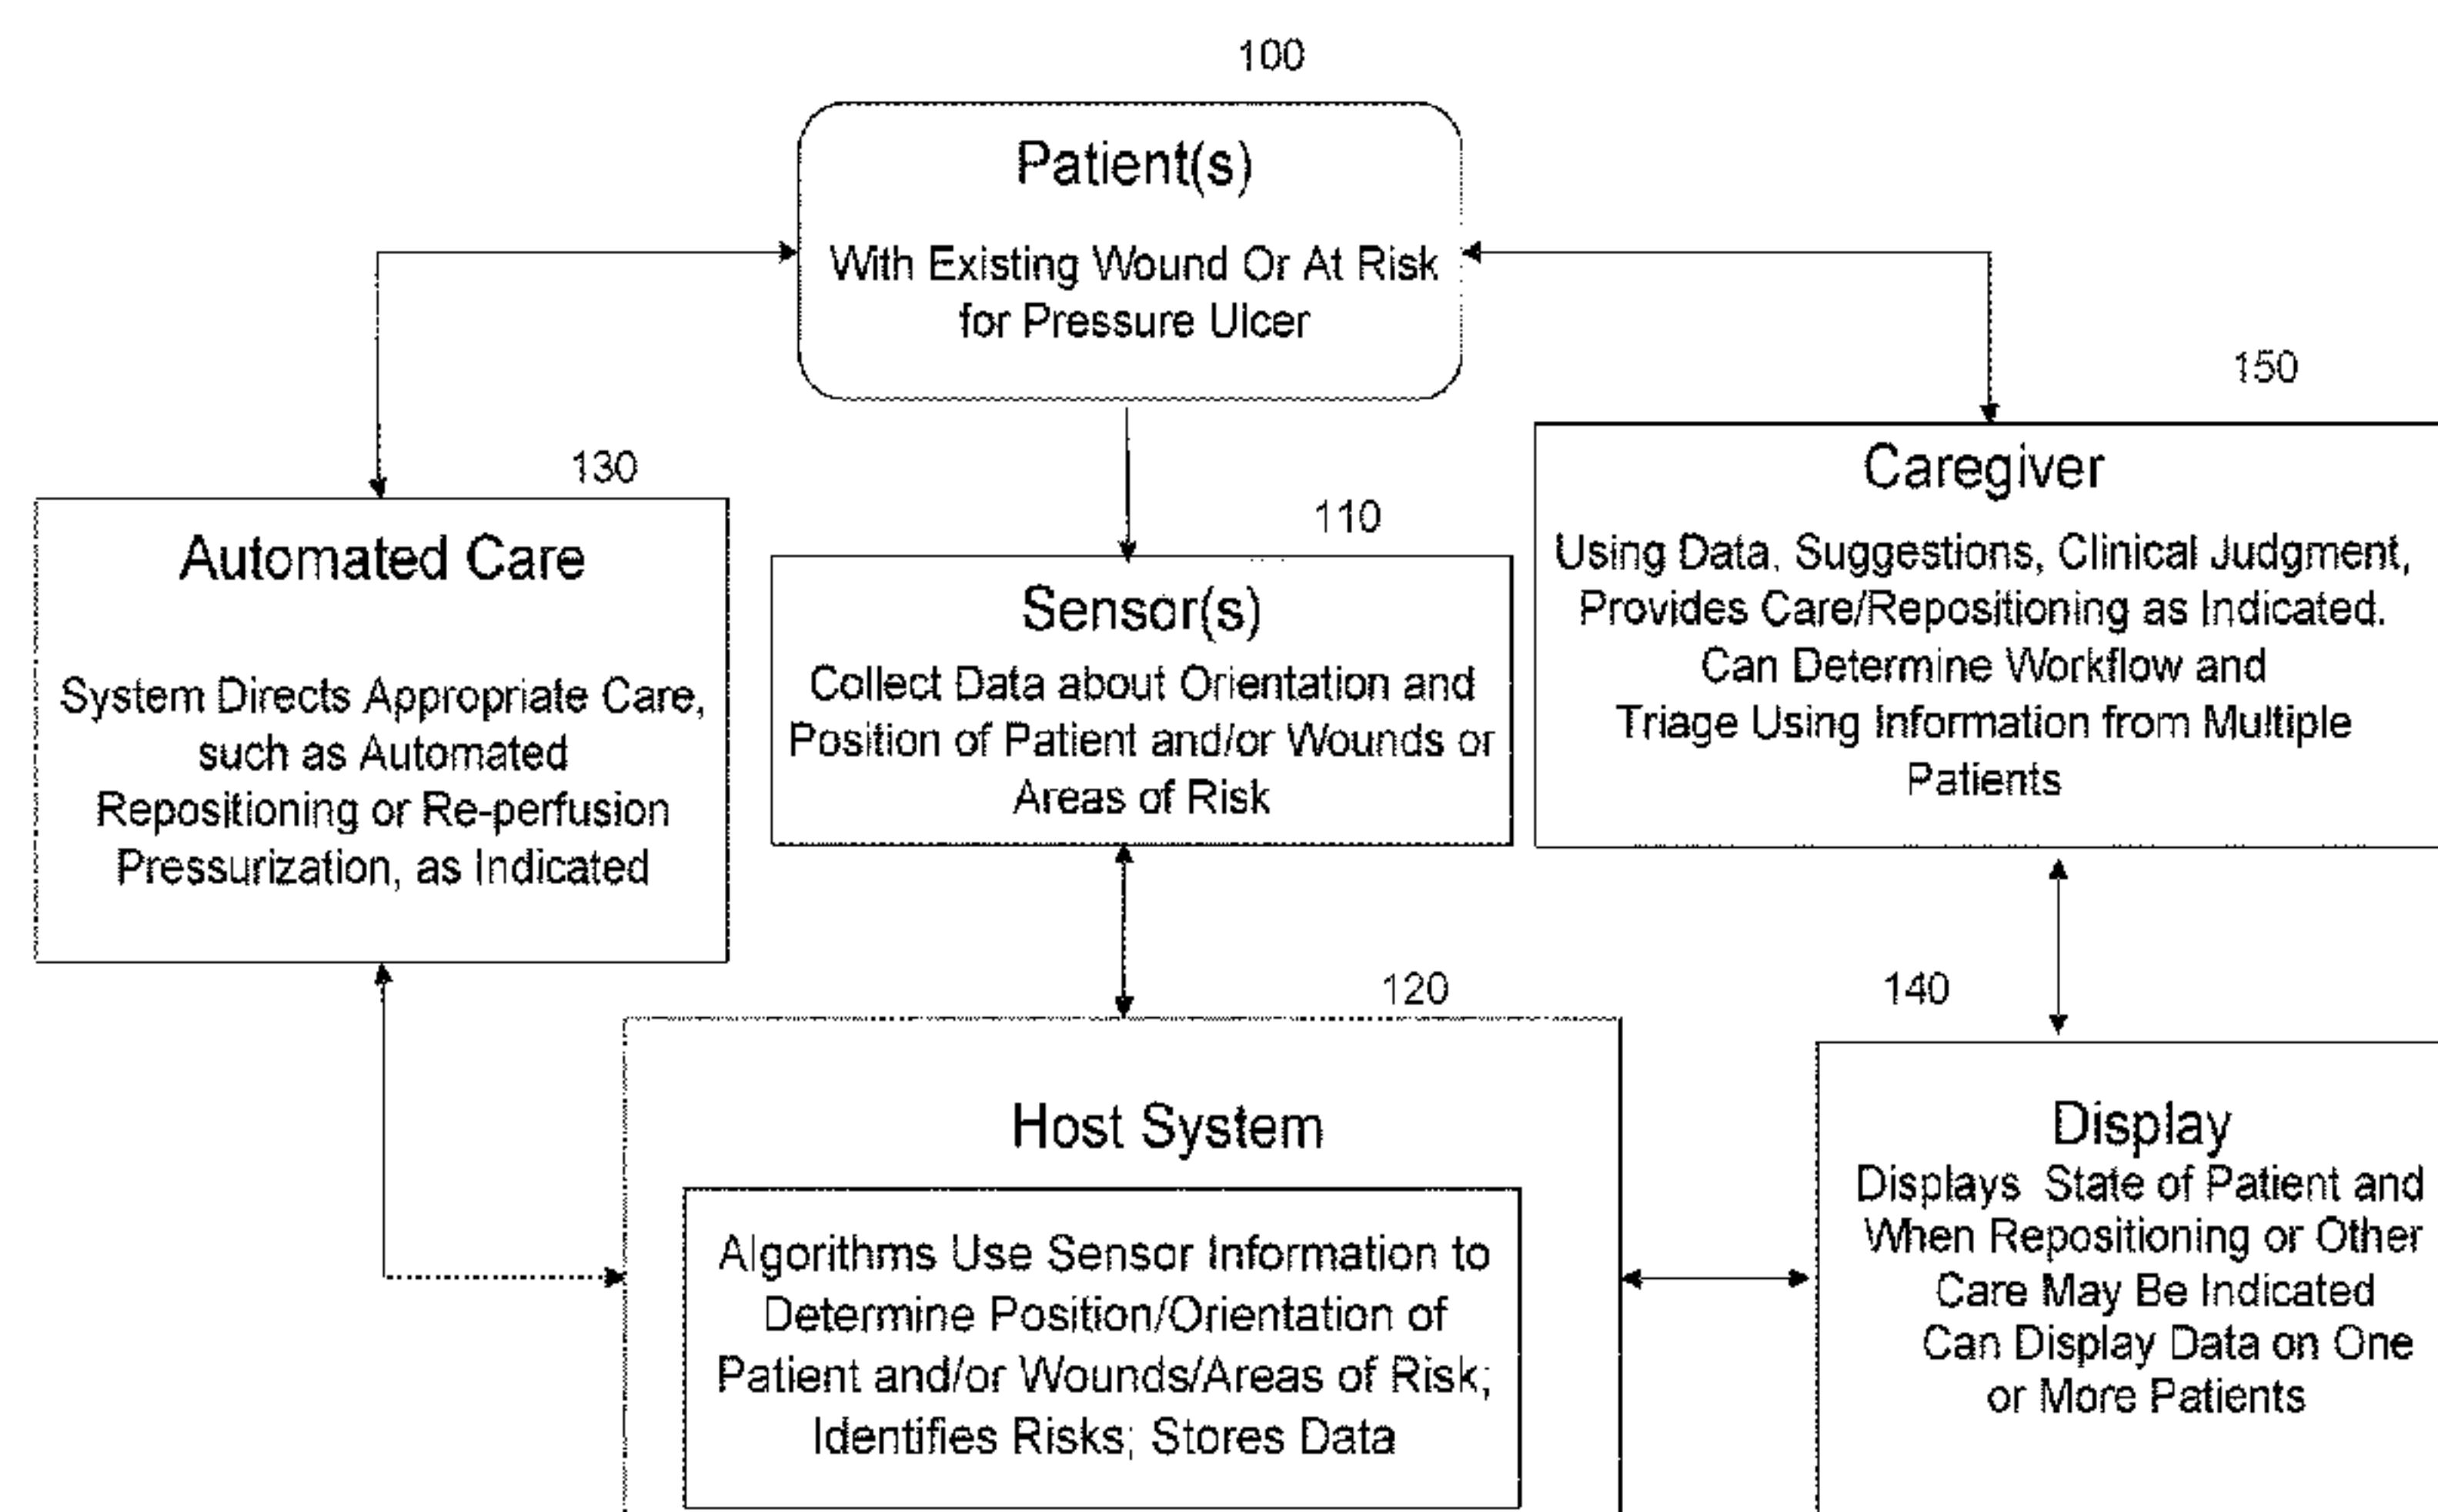 100
Patient(s)
With Existing Wound Or At Risk
for Pressure Ulcer
150
Caregiver
Using Data, Suggestions, Clinical Judgment,
Provides Care/Repositioning as Indicated.
Can Determine Workflow and
Triage Using Information from Multiple
Patients
130
Automated Care
System Directs Appropriate Care,
such as Automated
Repositioning or Re-perfusion
Pressurization, as Indicated
110
Sensor(s)
Collect Data about Orientation and
Position of Patient and/or Wounds or
Areas of Risk
120
Host System
Algorithms Use Sensor Information to
Determine Position/Orientation of
Patient and/or Wounds/Areas of Risk;
Identifies Risks; Stores Data
140
Display
Displays State of Patient and
When Repositioning or Other
Care May Be Indicated
Can Display Data on One
or More Patients